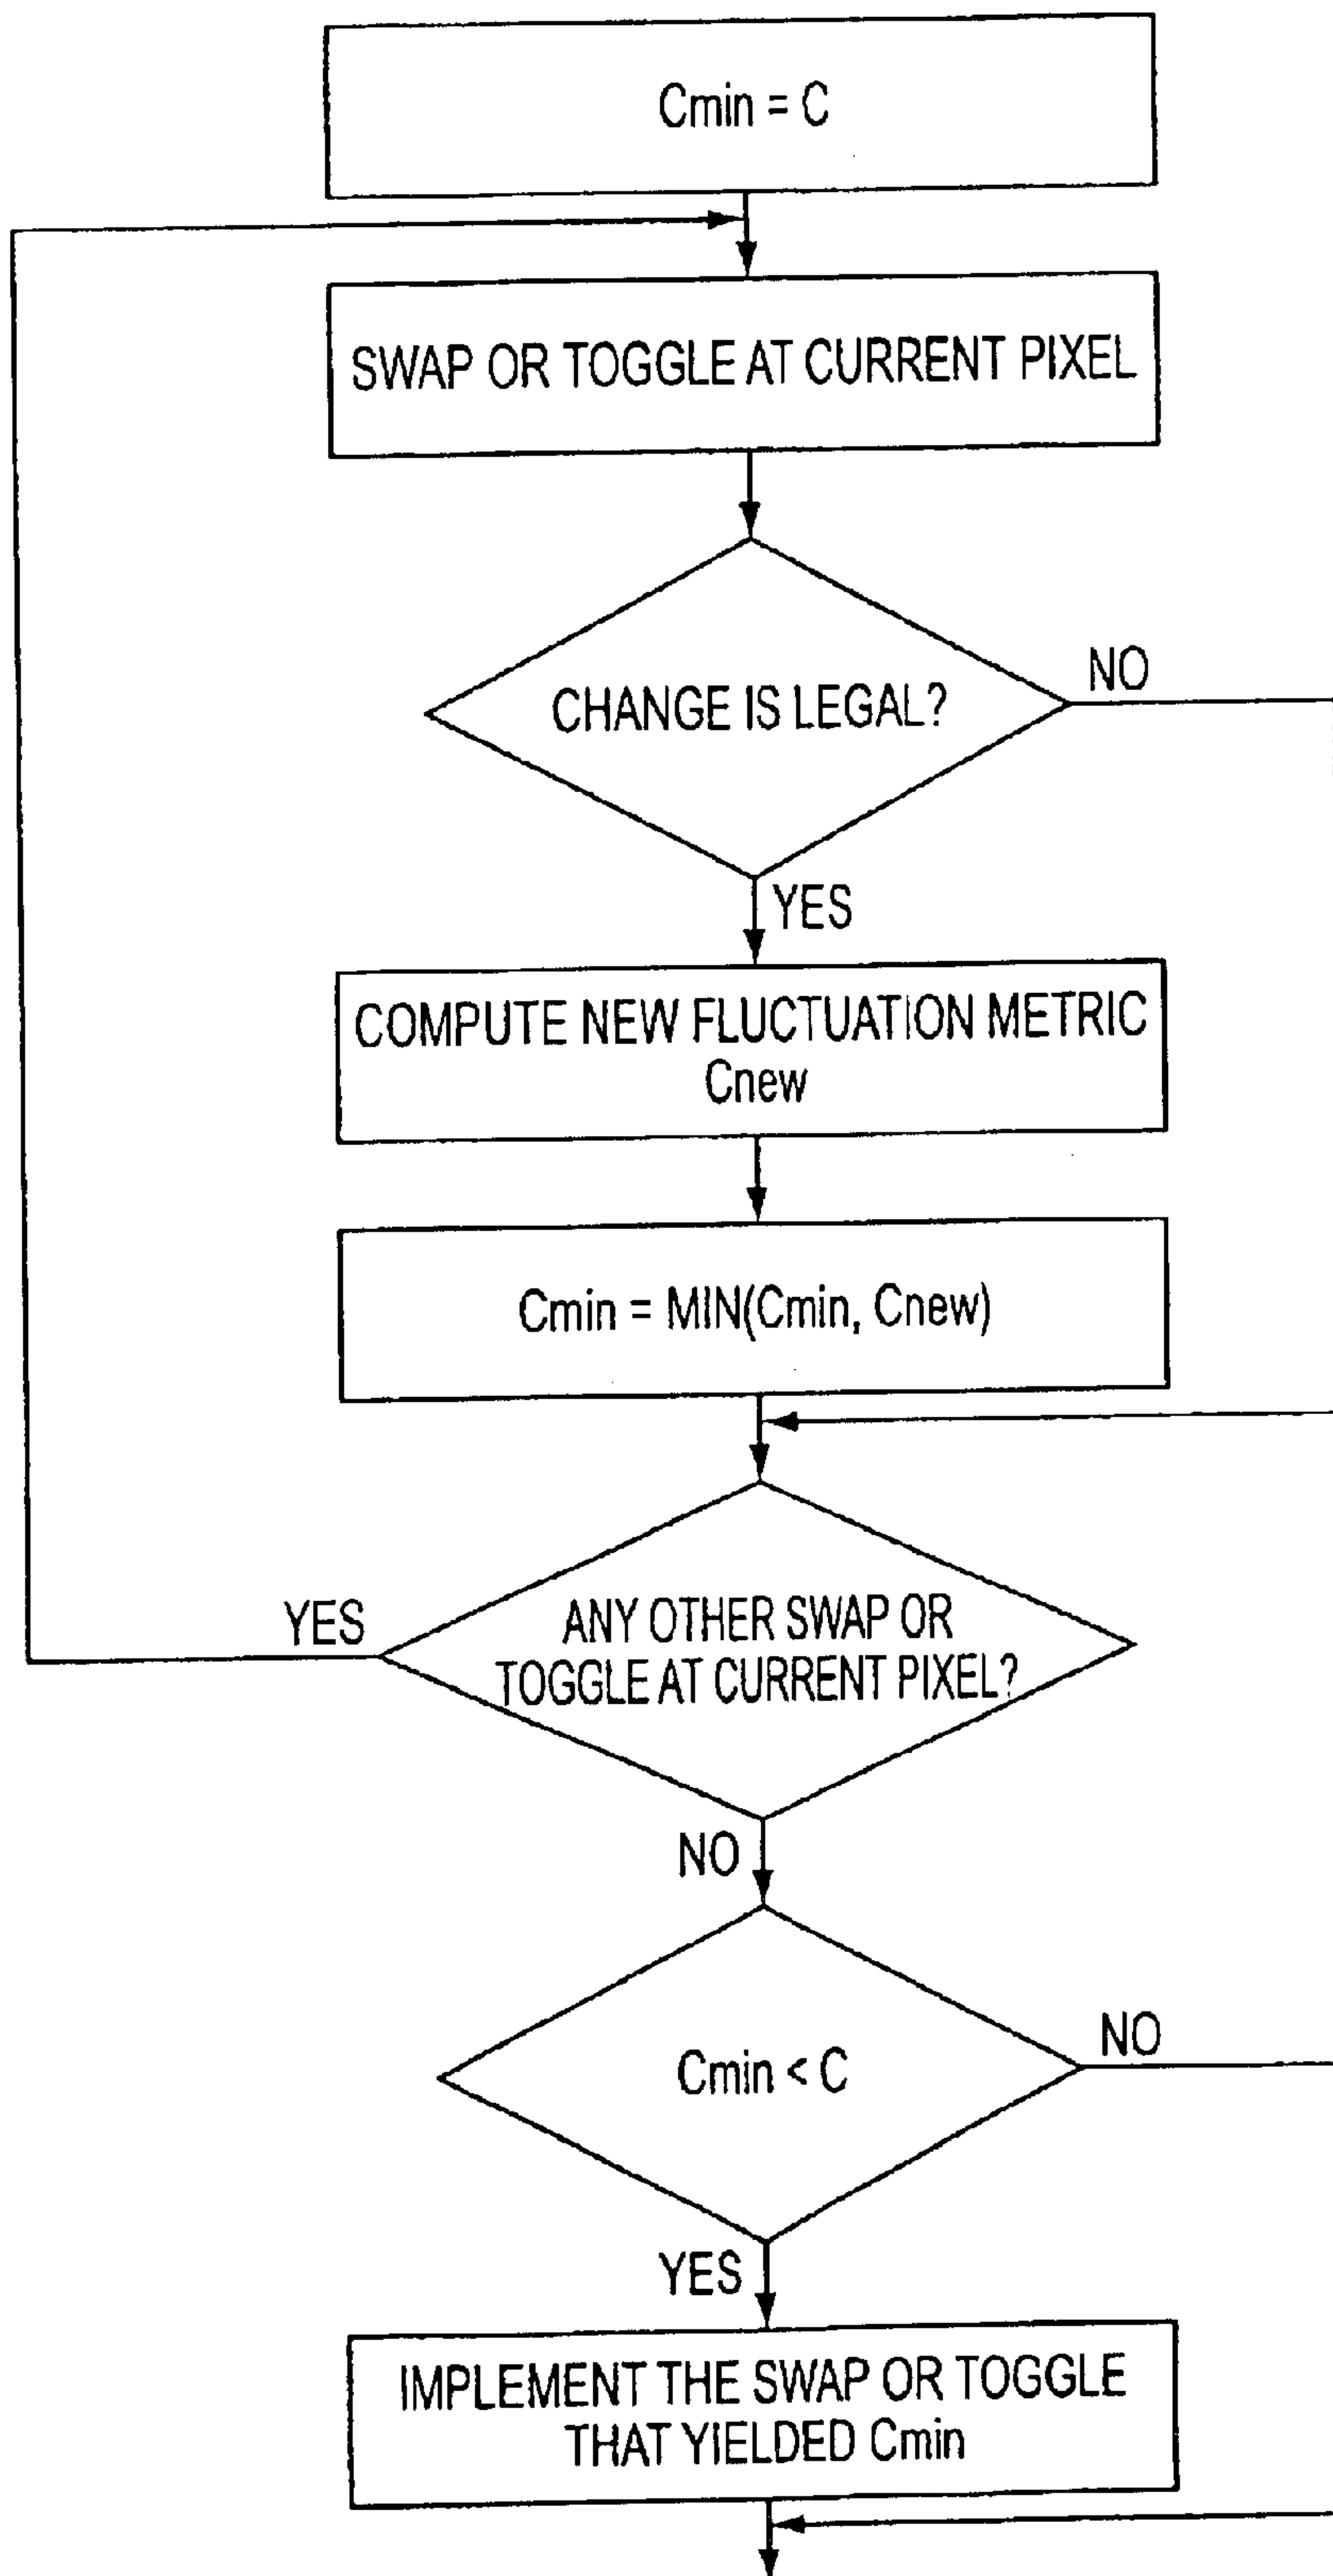 Cmin = C
SWAP OR TOGGLE AT CURRENT PIXEL
CHANGE IS LEGAL?
NO
YES
COMPUTE NEW FLUCTUATION METRIC
Cnew
Cmin = MIN(Cmin, Cnew)
YES
ANY OTHER SWAP OR
TOGGLE AT CURRENT PIXEL?
NO
Cmin < C
NO
YES
IMPLEMENT THE SWAP OR TOGGLE
THAT YIELDED Cmin